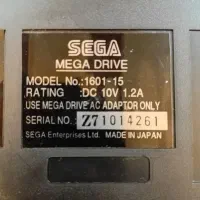 SEGA
MEGA DRIVE
MODEL No.:1601-15
RATING :DC 10V 1.2A
USE MEGA DRIVE AC ADAPTOR ONLY
SERIAL NO.: Z71014261
SEGA Enterprises Ltd. MADE IN JAPAN